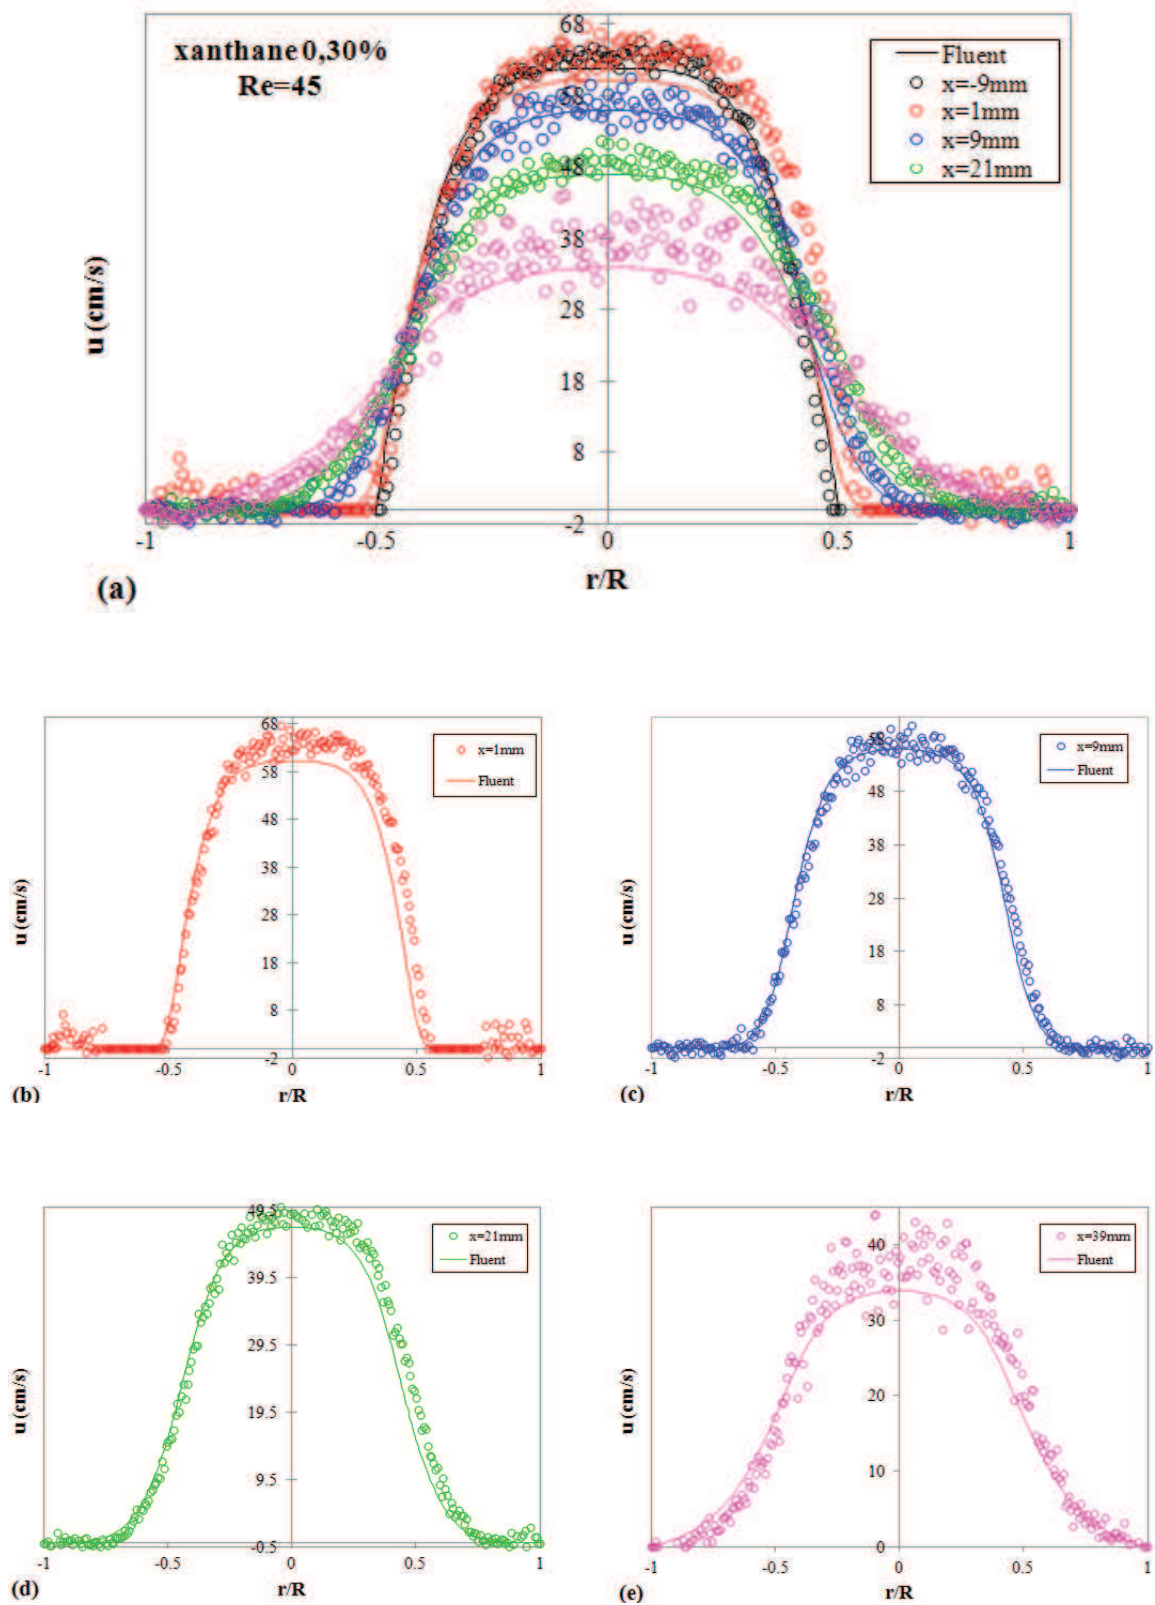 xanthane 0,30%
Re=45
Fluent
x=-9mm
x=1mm
x=9mm
x=21mm
68
58
48
38
28
18
8
-2
-1
-0.5
0
0.5
1
u (cm/s)
r/R
(a)
68
58
48
38
28
18
8
-2
-1
-0.5
0
0.5
1
x=1mm
Fluent
u (cm/s)
r/R
(b)
58
48
38
28
18
8
-2
-1
-0.5
0
0.5
1
x=9mm
Fluent
u (cm/s)
r/R
(c)
49.5
39.5
29.5
19.5
9.5
-0.5
-1
-0.5
0
0.5
1
x=21mm
Fluent
u (cm/s)
r/R
(d)
40
30
20
10
0
-1
-0.5
0
0.5
1
x=39mm
Fluent
u (cm/s)
r/R
(e)